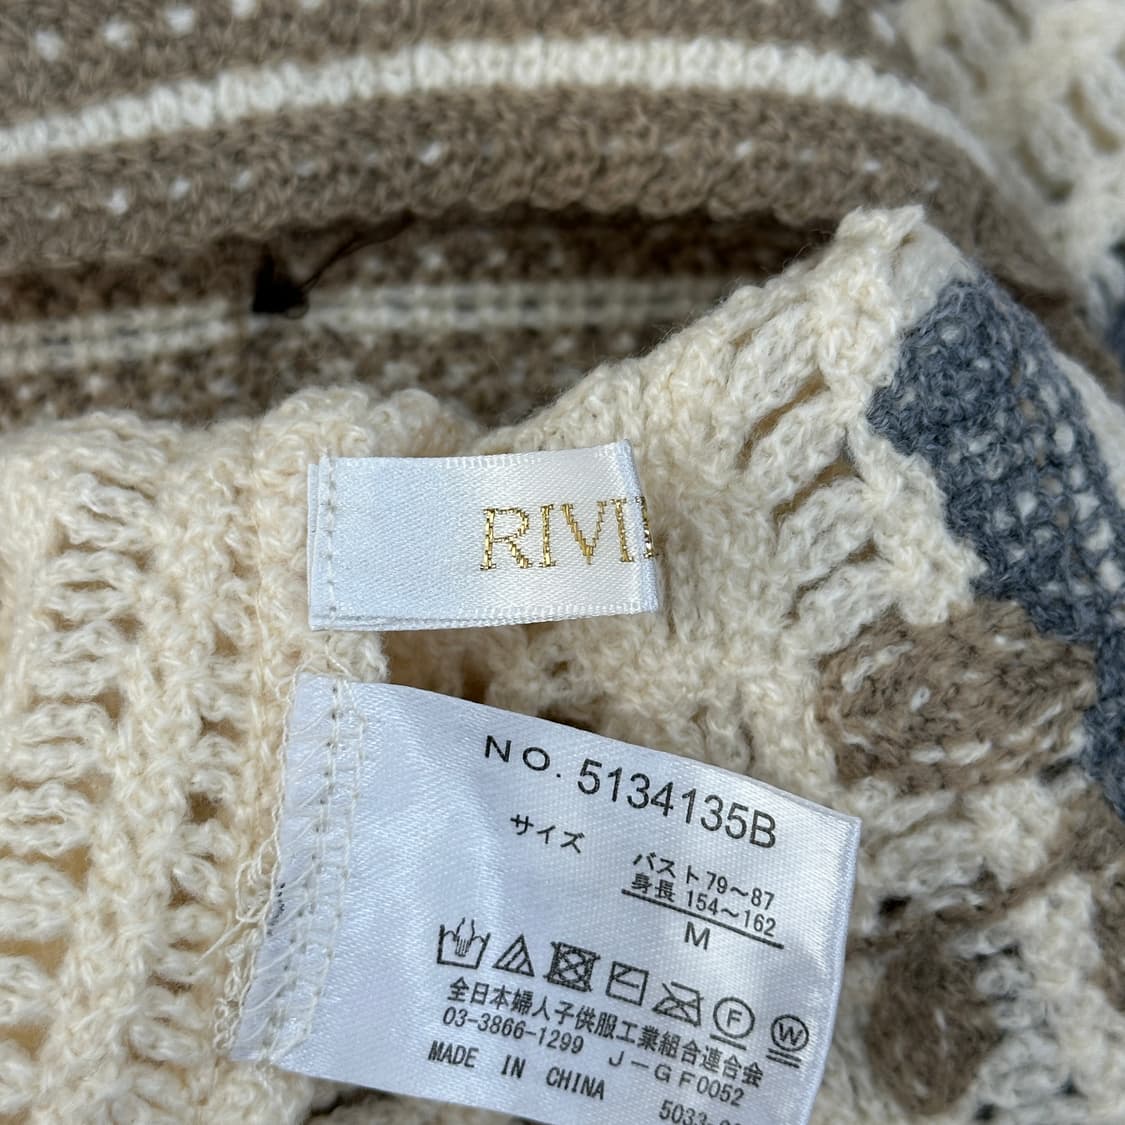 RIVI
NO. 5134135B
サイズ
バスト79〜87
身長 154〜162
M
F
W
全日本婦人子供服工業組合連合会
03-3866-1299 J－GF0052
MADE IN CHINA
5033-